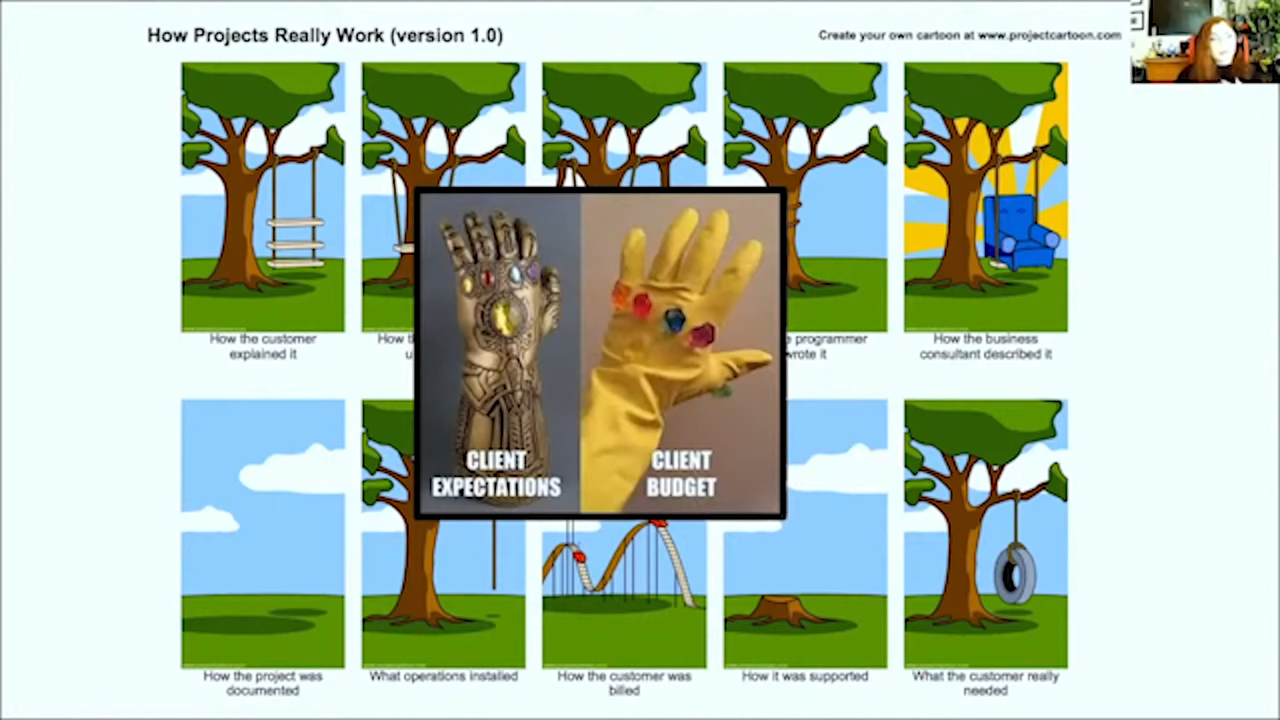 How Projects Really Work (version 1.0)
Create your own cartoon at www.projectcartoon.com
How the customer
explained it
How
programmer
wrote it
How the business
consultant described it
CLIENT
EXPECTATIONS
CLIENT
BUDGET
How the project was
documented
What operations installed
How the customer was
billed
How it was supported
What the customer really
needed